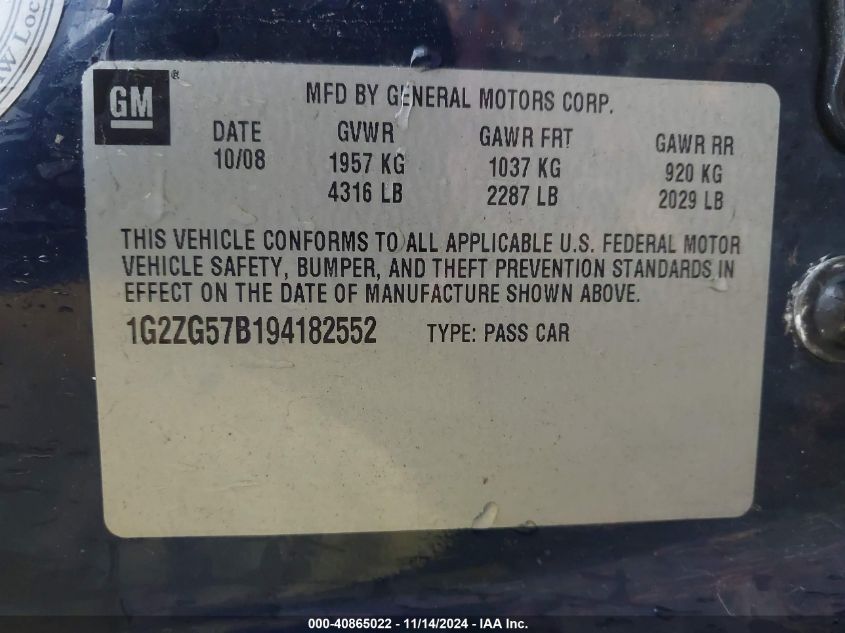 w Loc
GM®
MFD BY GENERAL MOTORS CORP.
DATE GVWR GAWR FRT GAWR RR
10/08 1957 KG 1037 KG 920 KG
4316 LB 2287 LB 2029 LB
THIS VEHICLE CONFORMS TO ALL APPLICABLE U.S. FEDERAL MOTOR
VEHICLE SAFETY, BUMPER, AND THEFT PREVENTION STANDARDS IN
EFFECT ON THE DATE OF MANUFACTURE SHOWN ABOVE.
1G2ZG57B194182552 TYPE: PASS CAR
000-40865022 - 11/14/2024 - IAA Inc.